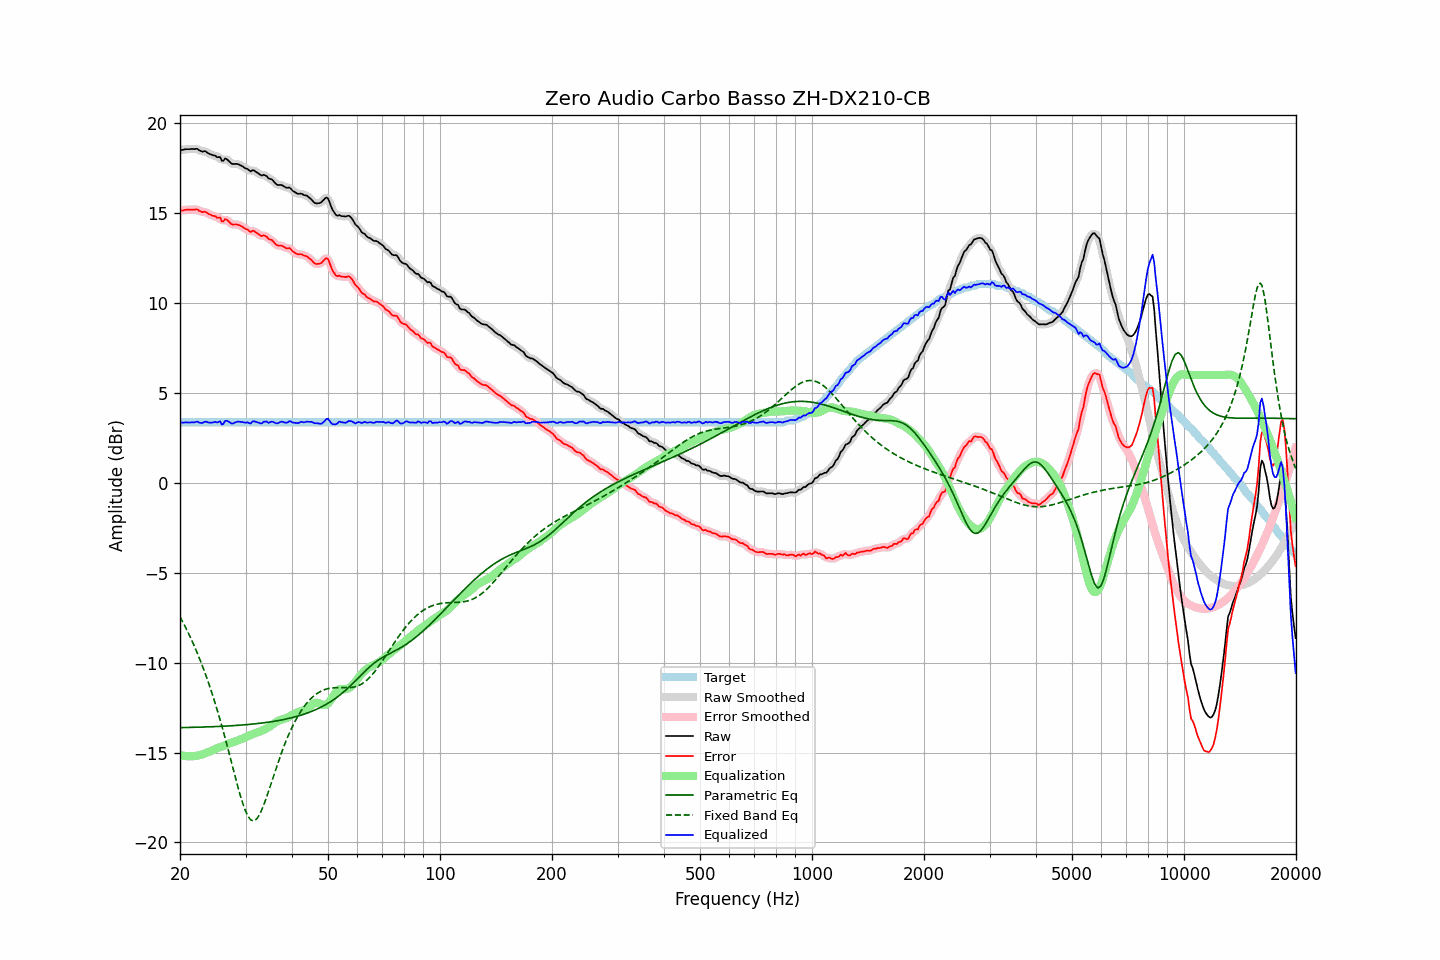 Zero Audio Carbo Basso ZH-DX210-CB
20
15
10
5
0
−5
−10
−15
−20
Amplitude (dBr)
Target
Raw Smoothed
Error Smoothed
Raw
Error
Equalization
Parametric Eq
Fixed Band Eq
Equalized
20 50 100 200 500 1000 2000 5000 10000 20000
Frequency (Hz)